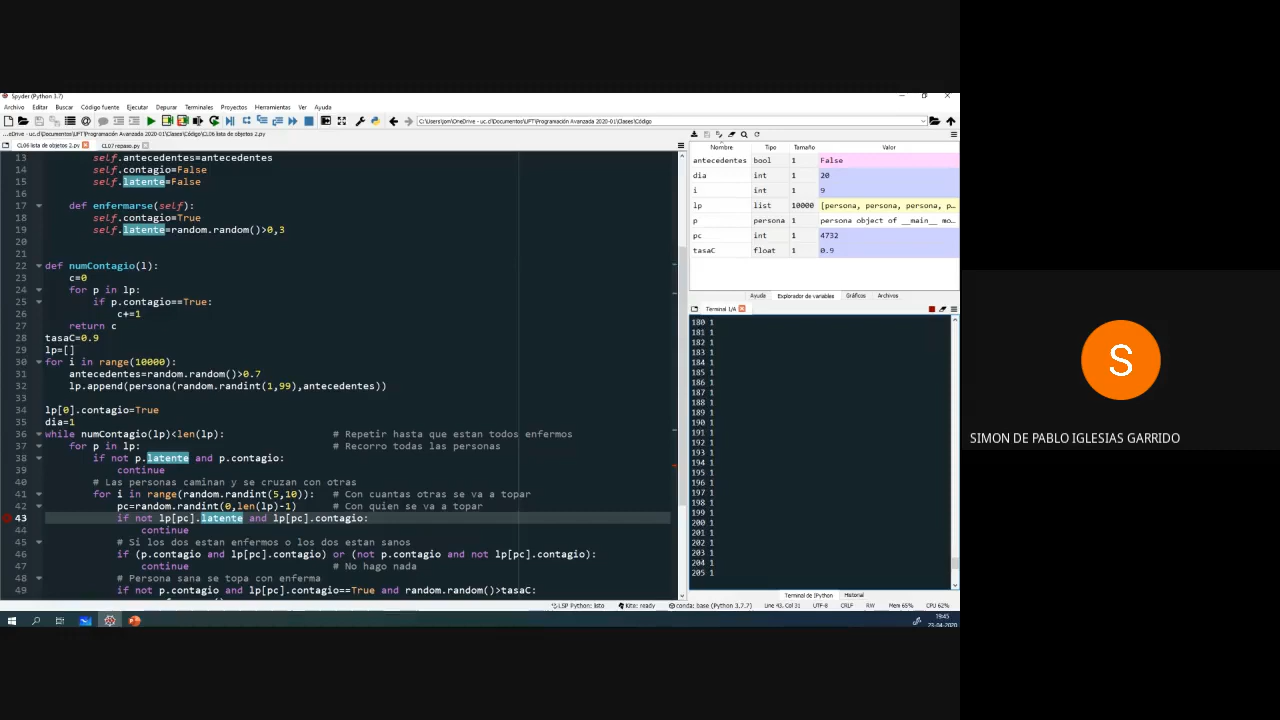 Spyder (Python 3.7)
Archivo Editar Buscar Código fuente Ejecutar Depurar Terminales Proyectos Herramientas Ver Ayuda
C:\Users\jom\OneDrive - uc.cl\Documentos\UFT\Programación Avanzada 2020-01\Clases\Código
...eDrive - uc.cl\Documentos\UFT\Programación Avanzada 2020-01\Clases\Código\CL06 lista de objetos 2.py
CL06 lista de objetos 2.py CL07 repaso.py
13 self.antecedentes=antecedentes
14 self.contagio=False
15 self.latente=False
16
17 def enfermarse(self):
18 self.contagio=True
19 self.latente=random.random()>0,3
20
21
22 def numContagio(l):
23 c=0
24 for p in lp:
25 if p.contagio==True:
26 c+=1
27 return c
28 tasaC=0.9
29 lp=[]
30 for i in range(10000):
31 antecedentes=random.random()>0.7
32 lp.append(persona(random.randint(1,99),antecedentes))
33
34 lp[0].contagio=True
35 dia=1
36 while numContagio(lp)<len(lp): # Repetir hasta que estan todos enfermos
37 for p in lp: # Recorro todas las personas
38 if not p.latente and p.contagio:
39 continue
40 # Las personas caminan y se cruzan con otras
41 for i in range(random.randint(5,10)): # Con cuantas otras se va a topar
42 pc=random.randint(0,len(lp)-1) # Con quien se va a topar
43 if not lp[pc].latente and lp[pc].contagio:
44 continue
45 # Si los dos estan enfermos o los dos estan sanos
46 if (p.contagio and lp[pc].contagio) or (not p.contagio and not lp[pc].contagio):
47 continue # No hago nada
48 # Persona sana se topa con enferma
49 if not p.contagio and lp[pc].contagio==True and random.random()>tasaC:
Nombre Tipo Tamaño Valor
antecedentes bool 1 False
dia int 1 20
i int 1 9
lp list 10000 [persona, persona, persona, p…
p persona 1 persona object of __main__ mo…
pc int 1 4732
tasaC float 1 0.9
Ayuda Explorador de variables Gráficos Archivos
Terminal 1/A
180 1
181 1
182 1
183 1
184 1
185 1
186 1
187 1
188 1
189 1
190 1
191 1
192 1
193 1
194 1
195 1
196 1
197 1
198 1
199 1
200 1
201 1
202 1
203 1
204 1
205 1
Terminal de IPython Historial
LSP Python: listo Kite: ready conda: base (Python 3.7.7) Line 43, Col 31 UTF-8 CRLF RW Mem 65% CPU 62%
19:45
23-04-2020
S
SIMON DE PABLO IGLESIAS GARRIDO